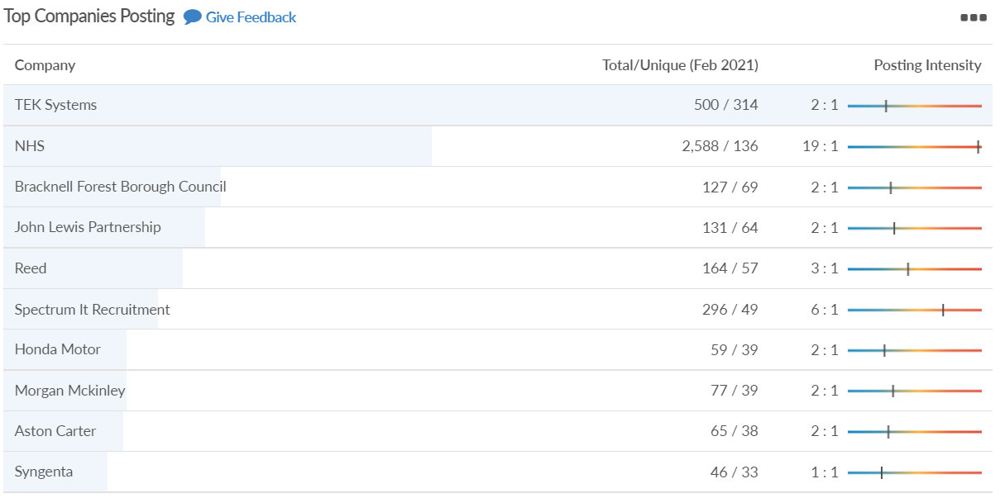 Top Companies Posting Give Feedback
Company Total/Unique (Feb 2021) Posting Intensity
TEK Systems 500 / 314 2 : 1
NHS 2,588 / 136 19 : 1
Bracknell Forest Borough Council 127 / 69 2 : 1
John Lewis Partnership 131 / 64 2 : 1
Reed 164 / 57 3 : 1
Spectrum It Recruitment 296 / 49 6 : 1
Honda Motor 59 / 39 2 : 1
Morgan Mckinley 77 / 39 2 : 1
Aston Carter 65 / 38 2 : 1
Syngenta 46 / 33 1 : 1